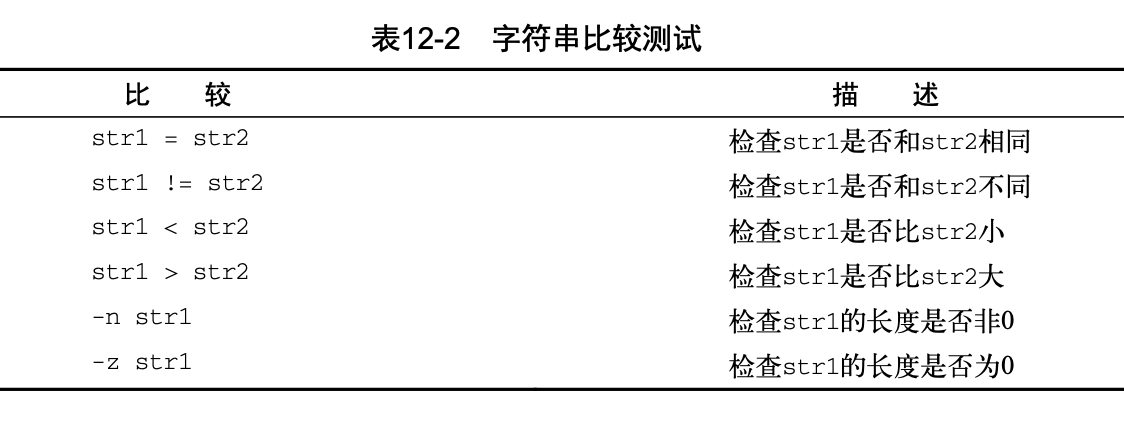 表12-2 字符串比较测试
比 较 描 述
str1 = str2 检查str1是否和str2相同
str1 != str2 检查str1是否和str2不同
str1 < str2 检查str1是否比str2小
str1 > str2 检查str1是否比str2大
-n str1 检查str1的长度是否非0
-z str1 检查str1的长度是否为0